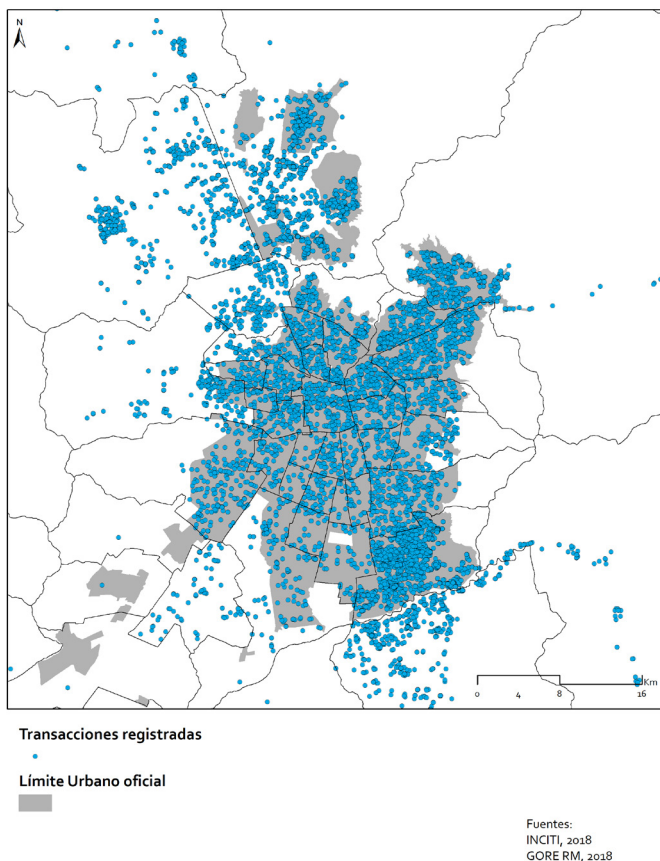 N
Km
0 4 8 16
Transacciones registradas
Límite Urbano oficial
Fuentes:
INCITI, 2018
GORE RM, 2018